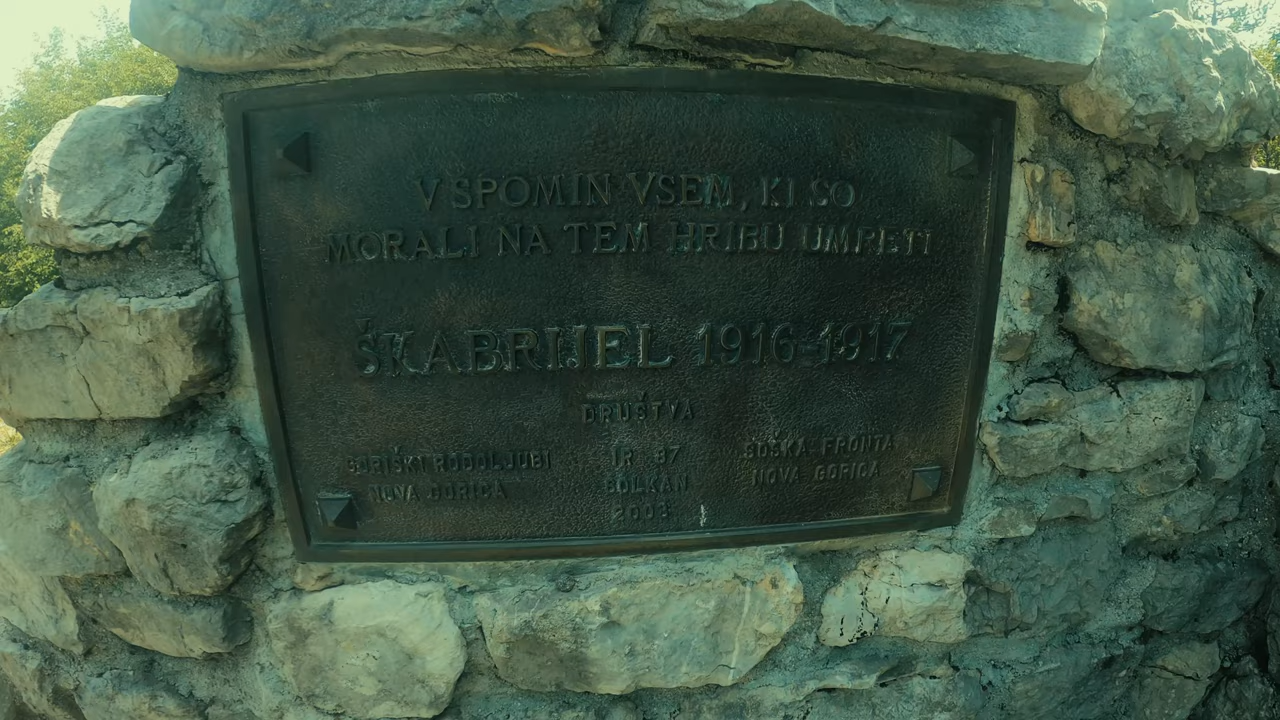 V SPOMIN VSEM, KI SO
MORALI NA TEM HRIBU UMRETI
ŠKABRIJEL 1916-1917
DRUŠTVA
GORIŠKI RODOLJUBI
NOVA GORICA
IR 87
SOLKAN
2003
SOŠKA FRONTA
NOVA GORICA